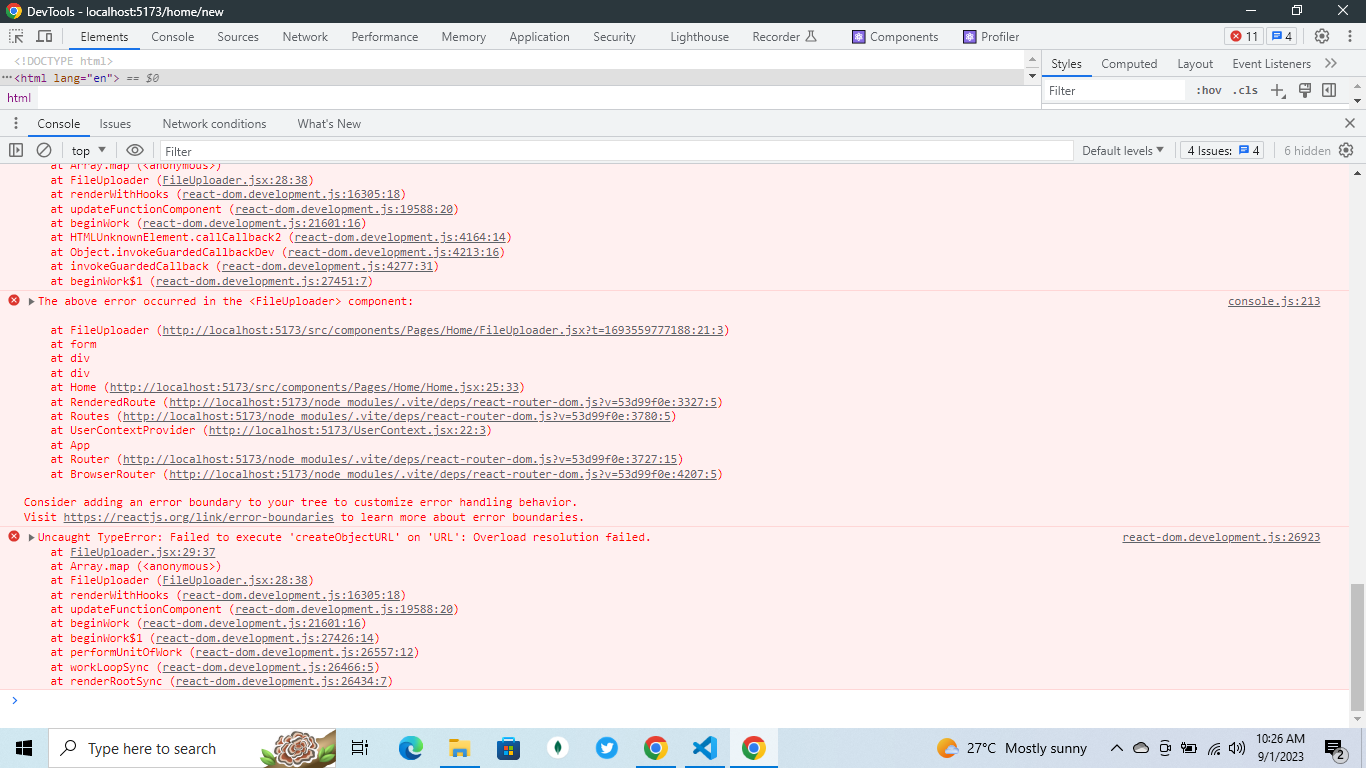 DevTools - localhost:5173/home/new
Elements Console Sources Network Performance Memory Application Security Lighthouse Recorder Components Profiler 11 4
<!DOCTYPE html>
···<html lang="en"> == $0
html
Styles Computed Layout Event Listeners
Filter :hov .cls
Console Issues Network conditions What's New
top Filter Default levels 4 Issues: 4 6 hidden
at Array.map (<anonymous>)
at FileUploader (FileUploader.jsx:28:38)
at renderWithHooks (react-dom.development.js:16305:18)
at updateFunctionComponent (react-dom.development.js:19588:20)
at beginWork (react-dom.development.js:21601:16)
at HTMLUnknownElement.callCallback2 (react-dom.development.js:4164:14)
at Object.invokeGuardedCallbackDev (react-dom.development.js:4213:16)
at invokeGuardedCallback (react-dom.development.js:4277:31)
at beginWork$1 (react-dom.development.js:27451:7)
The above error occurred in the <FileUploader> component: console.js:213
at FileUploader (http://localhost:5173/src/components/Pages/Home/FileUploader.jsx?t=1693559777188:21:3)
at form
at div
at div
at Home (http://localhost:5173/src/components/Pages/Home/Home.jsx:25:33)
at RenderedRoute (http://localhost:5173/node_modules/.vite/deps/react-router-dom.js?v=53d99f0e:3327:5)
at Routes (http://localhost:5173/node_modules/.vite/deps/react-router-dom.js?v=53d99f0e:3780:5)
at UserContextProvider (http://localhost:5173/UserContext.jsx:22:3)
at App
at Router (http://localhost:5173/node_modules/.vite/deps/react-router-dom.js?v=53d99f0e:3727:15)
at BrowserRouter (http://localhost:5173/node_modules/.vite/deps/react-router-dom.js?v=53d99f0e:4207:5)
Consider adding an error boundary to your tree to customize error handling behavior.
Visit https://reactjs.org/link/error-boundaries to learn more about error boundaries.
Uncaught TypeError: Failed to execute 'createObjectURL' on 'URL': Overload resolution failed. react-dom.development.js:26923
at FileUploader.jsx:29:37
at Array.map (<anonymous>)
at FileUploader (FileUploader.jsx:28:38)
at renderWithHooks (react-dom.development.js:16305:18)
at updateFunctionComponent (react-dom.development.js:19588:20)
at beginWork (react-dom.development.js:21601:16)
at beginWork$1 (react-dom.development.js:27426:14)
at performUnitOfWork (react-dom.development.js:26557:12)
at workLoopSync (react-dom.development.js:26466:5)
at renderRootSync (react-dom.development.js:26434:7)
Type here to search
27°C Mostly sunny
10:26 AM
9/1/2023
2